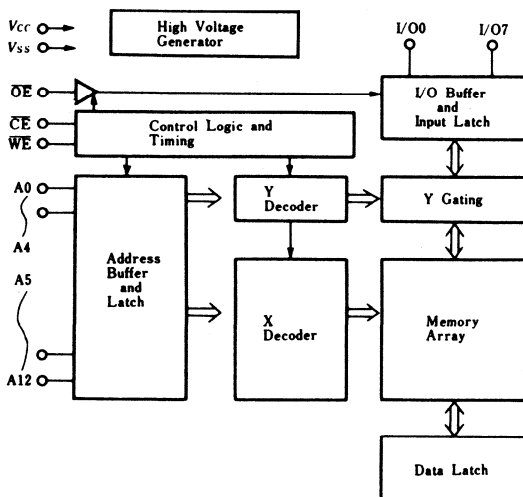 VCC
VSS
High Voltage
Generator
I/O0
I/O7
OE
I/O Buffer
and
Input Latch
CE
WE
Control Logic and
Timing
A0
A4
A5
A12
Address
Buffer
and
Latch
Y
Decoder
Y Gating
X
Decoder
Memory
Array
Data Latch